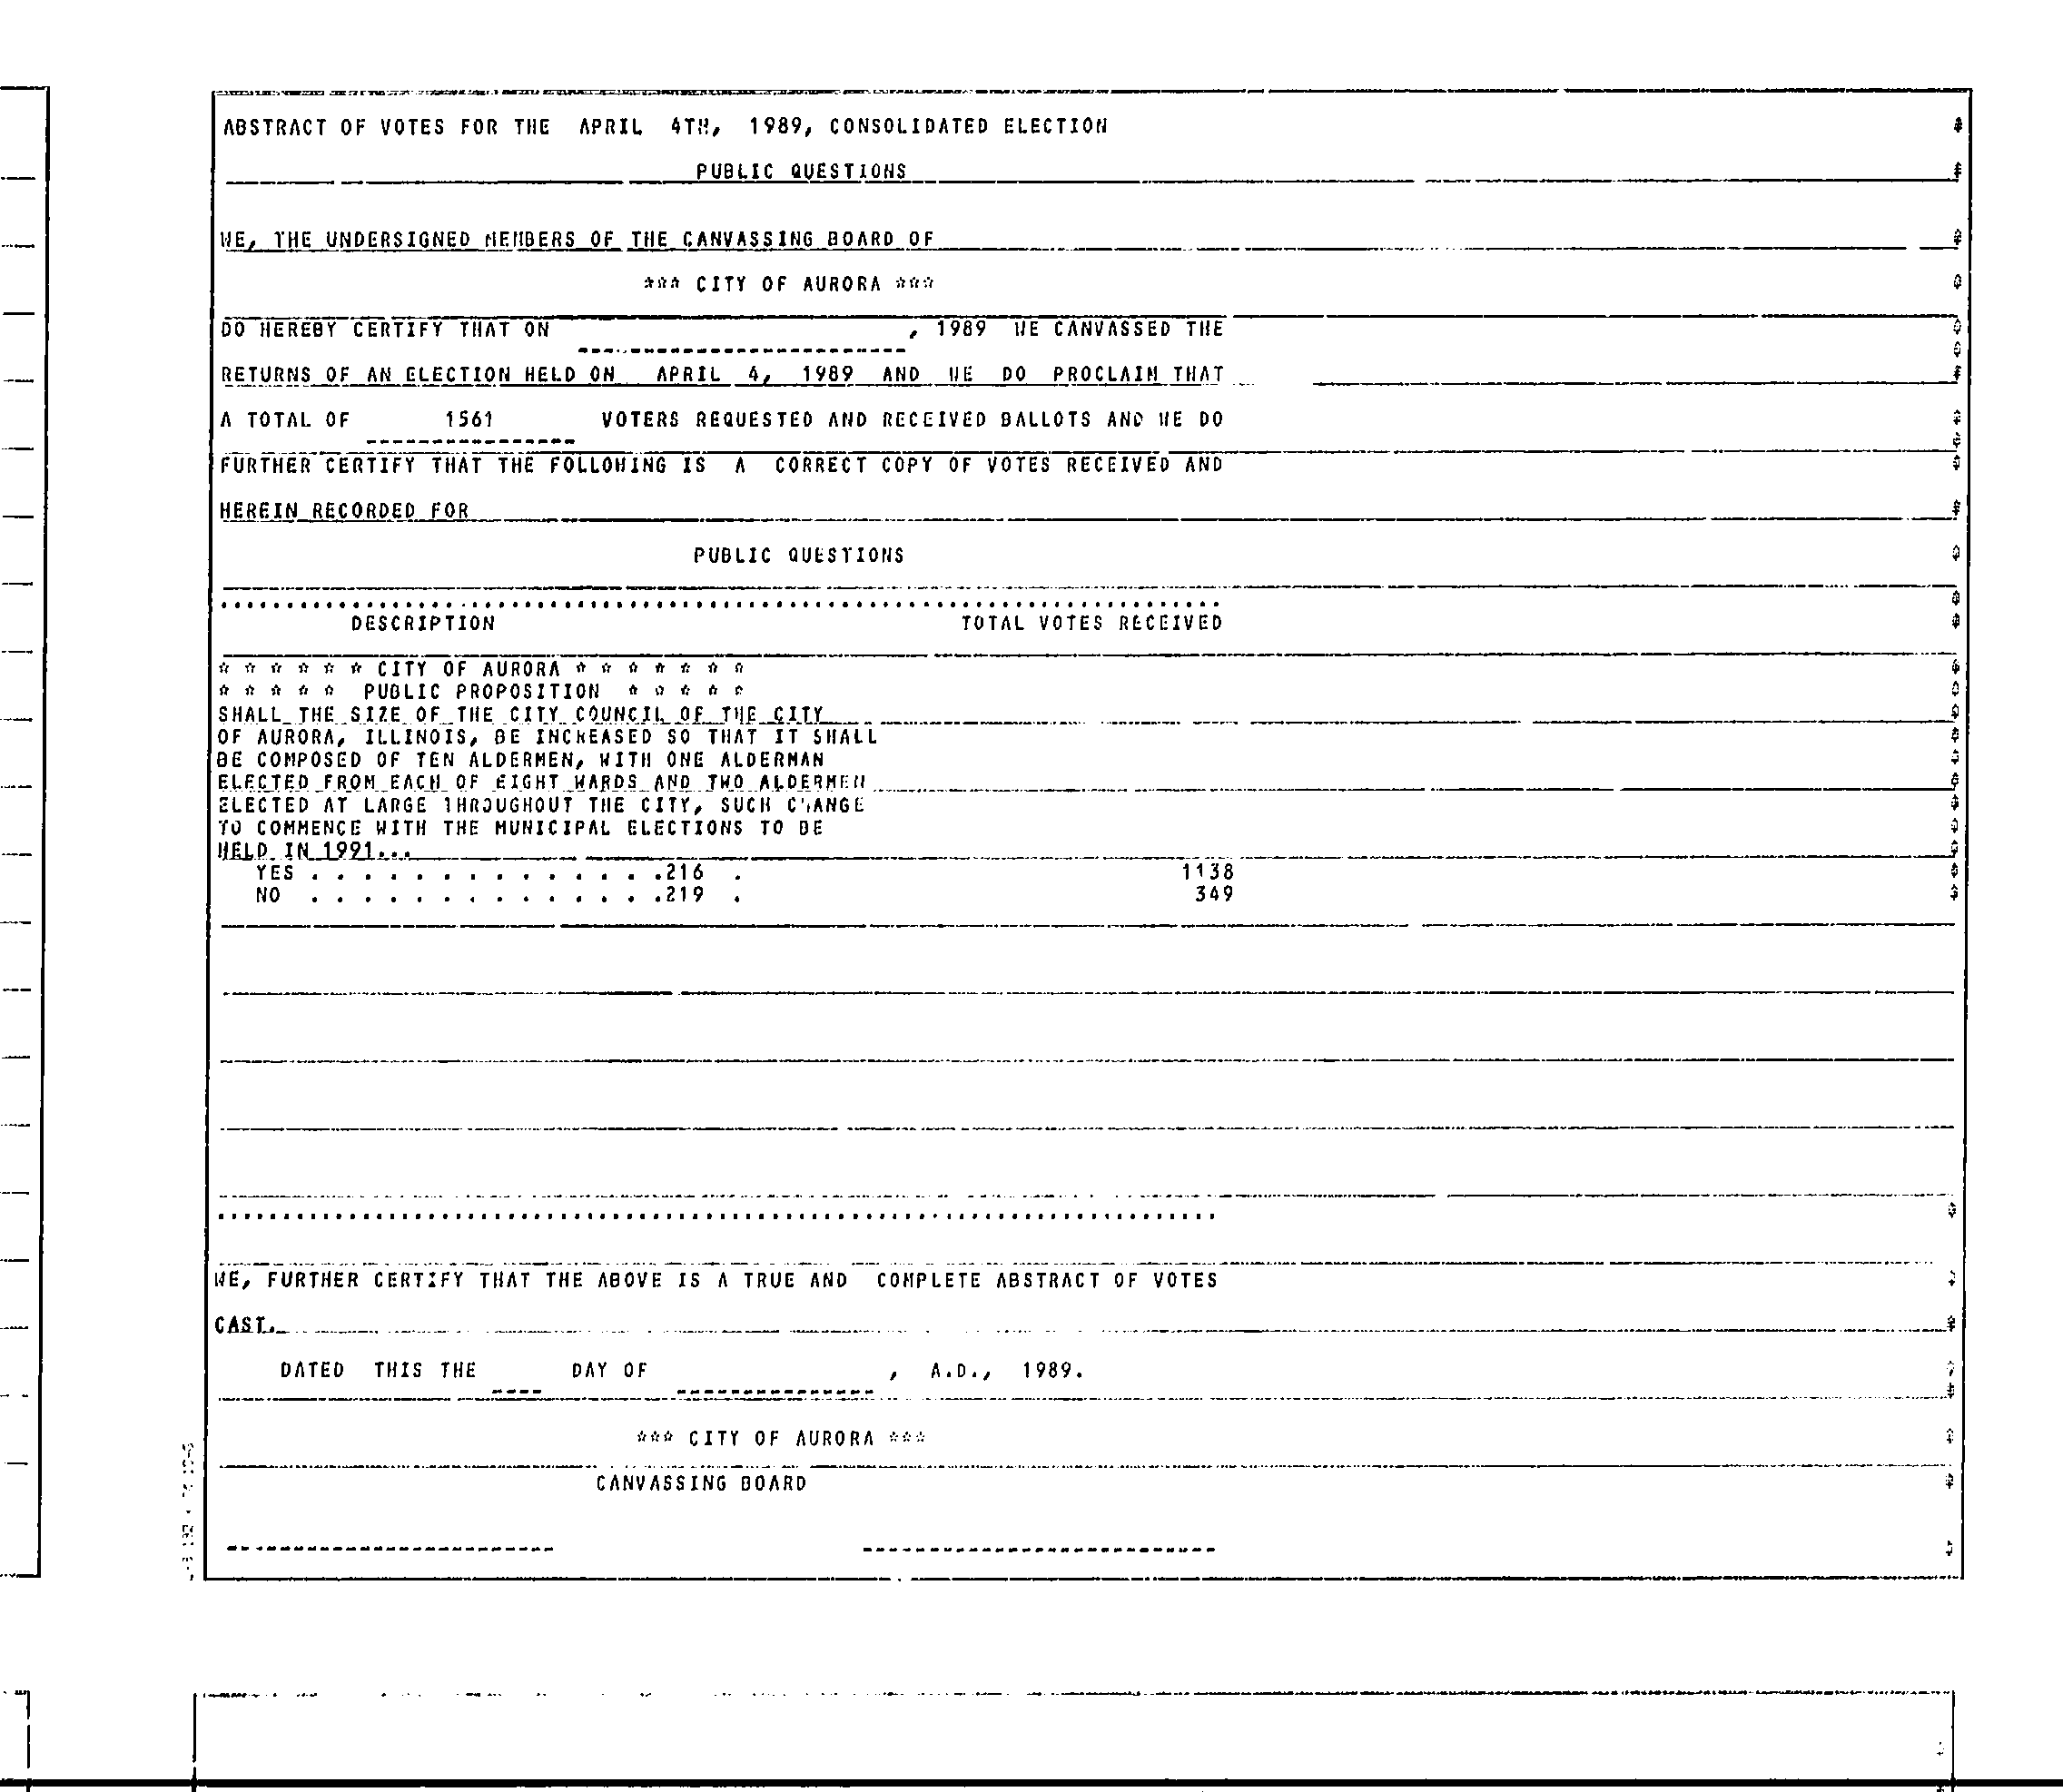 ABSTRACT OF VOTES FOR THE APRIL 4TH, 1989, CONSOLIDATED ELECTION
PUBLIC QUESTIONS
WE, THE UNDERSIGNED MEMBERS OF THE CANVASSING BOARD OF
*** CITY OF AURORA ***
DO HEREBY CERTIFY THAT ON , 1989 WE CANVASSED THE
RETURNS OF AN ELECTION HELD ON APRIL 4, 1989 AND WE DO PROCLAIM THAT
A TOTAL OF 1561 VOTERS REQUESTED AND RECEIVED BALLOTS AND WE DO
FURTHER CERTIFY THAT THE FOLLOWING IS A CORRECT COPY OF VOTES RECEIVED AND
HEREIN RECORDED FOR
PUBLIC QUESTIONS
DESCRIPTION TOTAL VOTES RECEIVED
* * * * * * CITY OF AURORA * * * * * * *
* * * * * PUBLIC PROPOSITION * * * * *
SHALL THE SIZE OF THE CITY COUNCIL OF THE CITY
OF AURORA, ILLINOIS, BE INCREASED SO THAT IT SHALL
BE COMPOSED OF TEN ALDERMEN, WITH ONE ALDERMAN
ELECTED FROM EACH OF EIGHT WARDS AND TWO ALDERMEN
ELECTED AT LARGE THROUGHOUT THE CITY, SUCH CHANGE
TO COMMENCE WITH THE MUNICIPAL ELECTIONS TO BE
HELD IN 1991...
YES . . . . . . . . . . . . . .216 . 1138
NO . . . . . . . . . . . . . .219 . 349
WE, FURTHER CERTIFY THAT THE ABOVE IS A TRUE AND COMPLETE ABSTRACT OF VOTES
CAST.
DATED THIS THE DAY OF , A.D., 1989.
*** CITY OF AURORA ***
CANVASSING BOARD